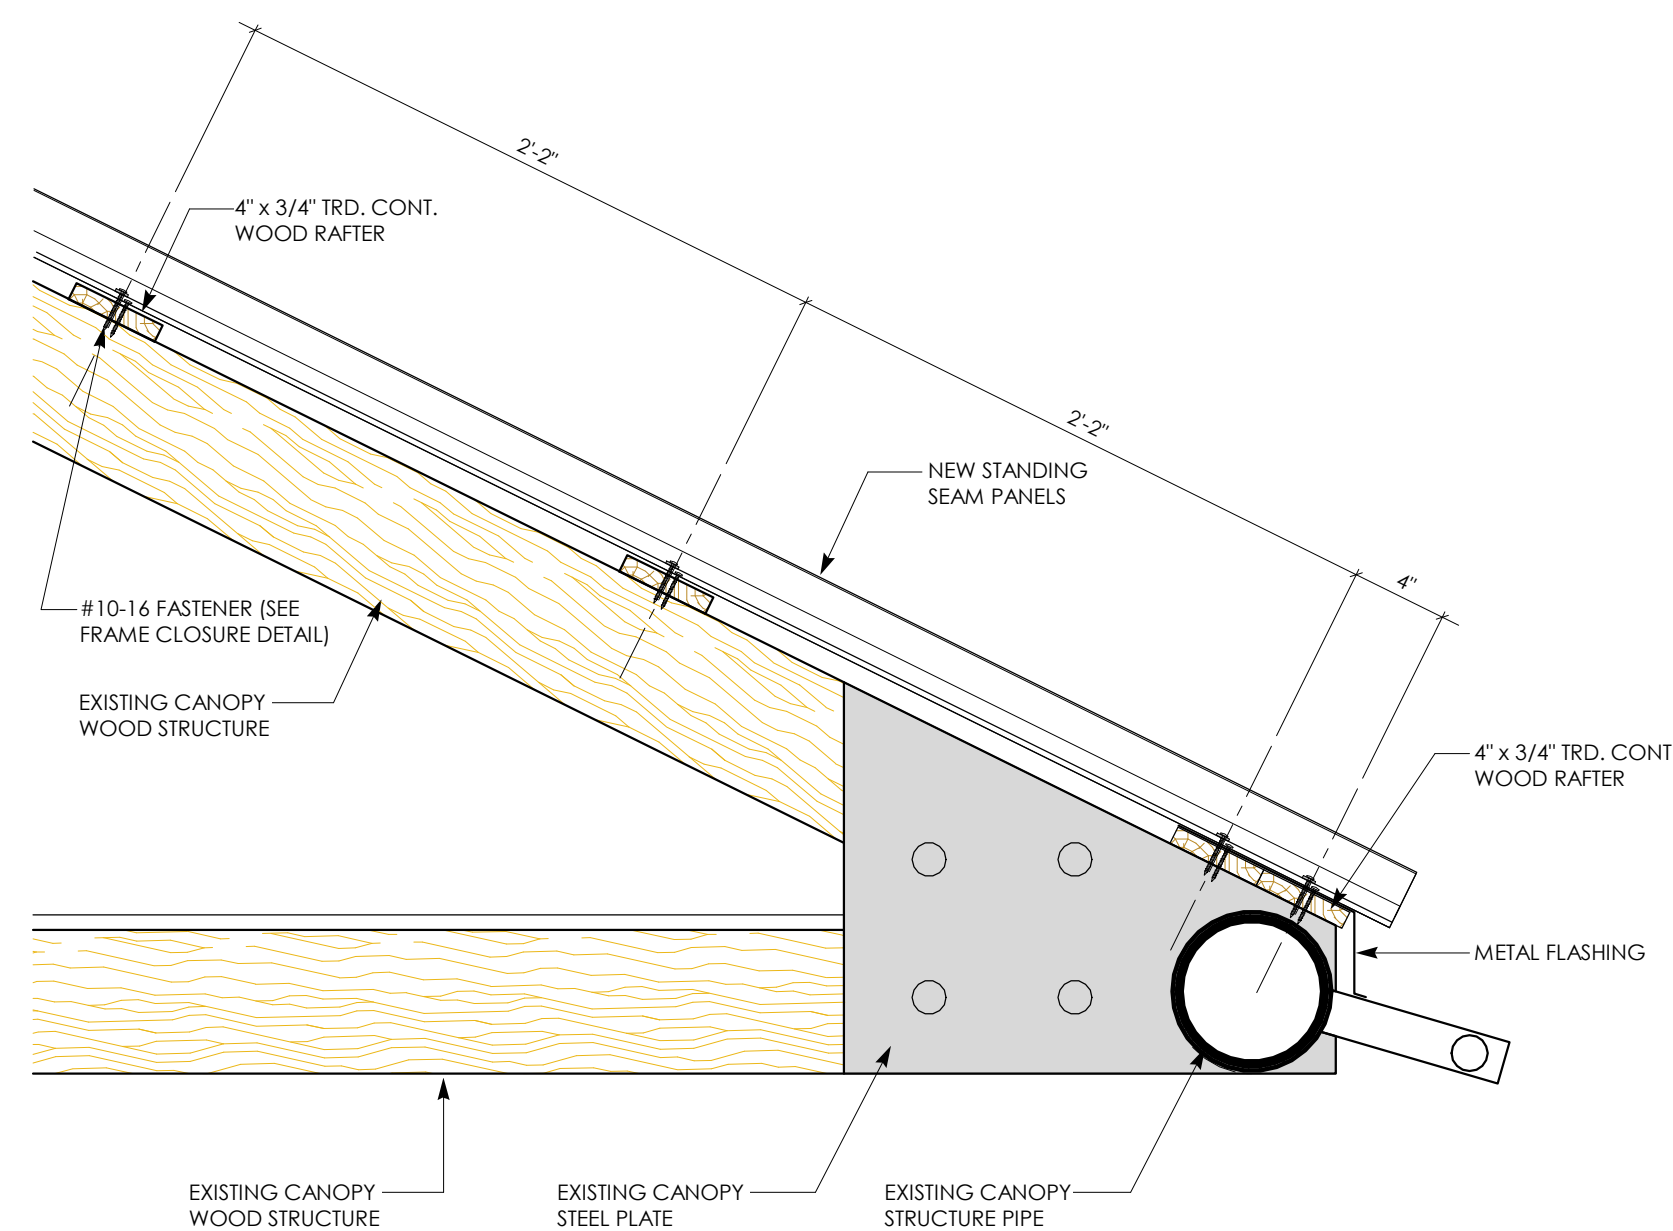 2'-2"
4" x 3/4" TRD. CONT.
WOOD RAFTER
2'-2"
NEW STANDING
SEAM PANELS
4"
#10-16 FASTENER (SEE
FRAME CLOSURE DETAIL)
EXISTING CANOPY
WOOD STRUCTURE
4" x 3/4" TRD. CONT
WOOD RAFTER
METAL FLASHING
EXISTING CANOPY
WOOD STRUCTURE
EXISTING CANOPY
STEEL PLATE
EXISTING CANOPY
STRUCTURE PIPE